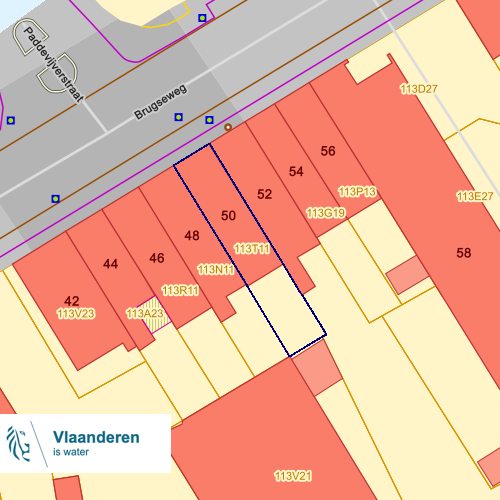 Paddevijverstraat
Brugseweg
113D27
56
54
113P13
113E27
52
113G19
50
58
48
113T11
46
113N11
44
113R11
42
113V23
113A23
Vlaanderen
is water
113V21